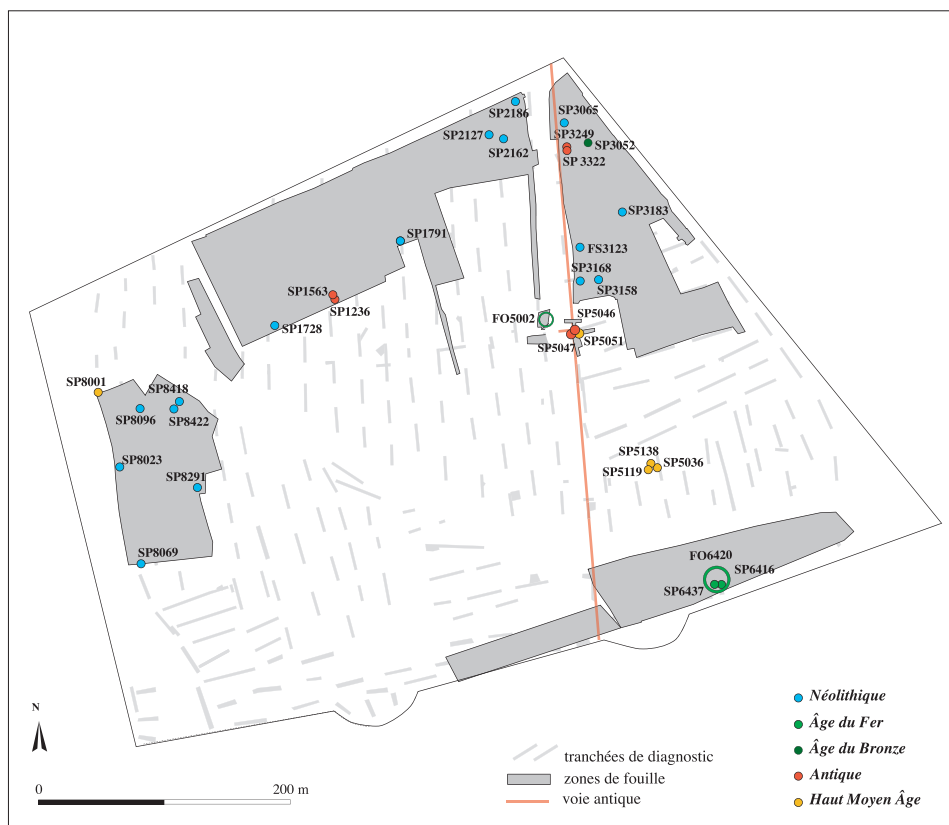 SP2186
SP3065
SP2127
SP2162
SP3249
SP3052
SP 3322
SP3183
SP1791
FS3123
SP3168
SP3158
SP1563
SP1236
SP1728
FO5002
SP5046
SP5047
SP5051
SP8001
SP8418
SP8096
SP8422
SP8023
SP8291
SP8069
SP5138
SP5036
SP5119
FO6420
SP6416
SP6437
N
0
200 m
tranchées de diagnostic
zones de fouille
voie antique
Néolithique
Âge du Fer
Âge du Bronze
Antique
Haut Moyen Âge